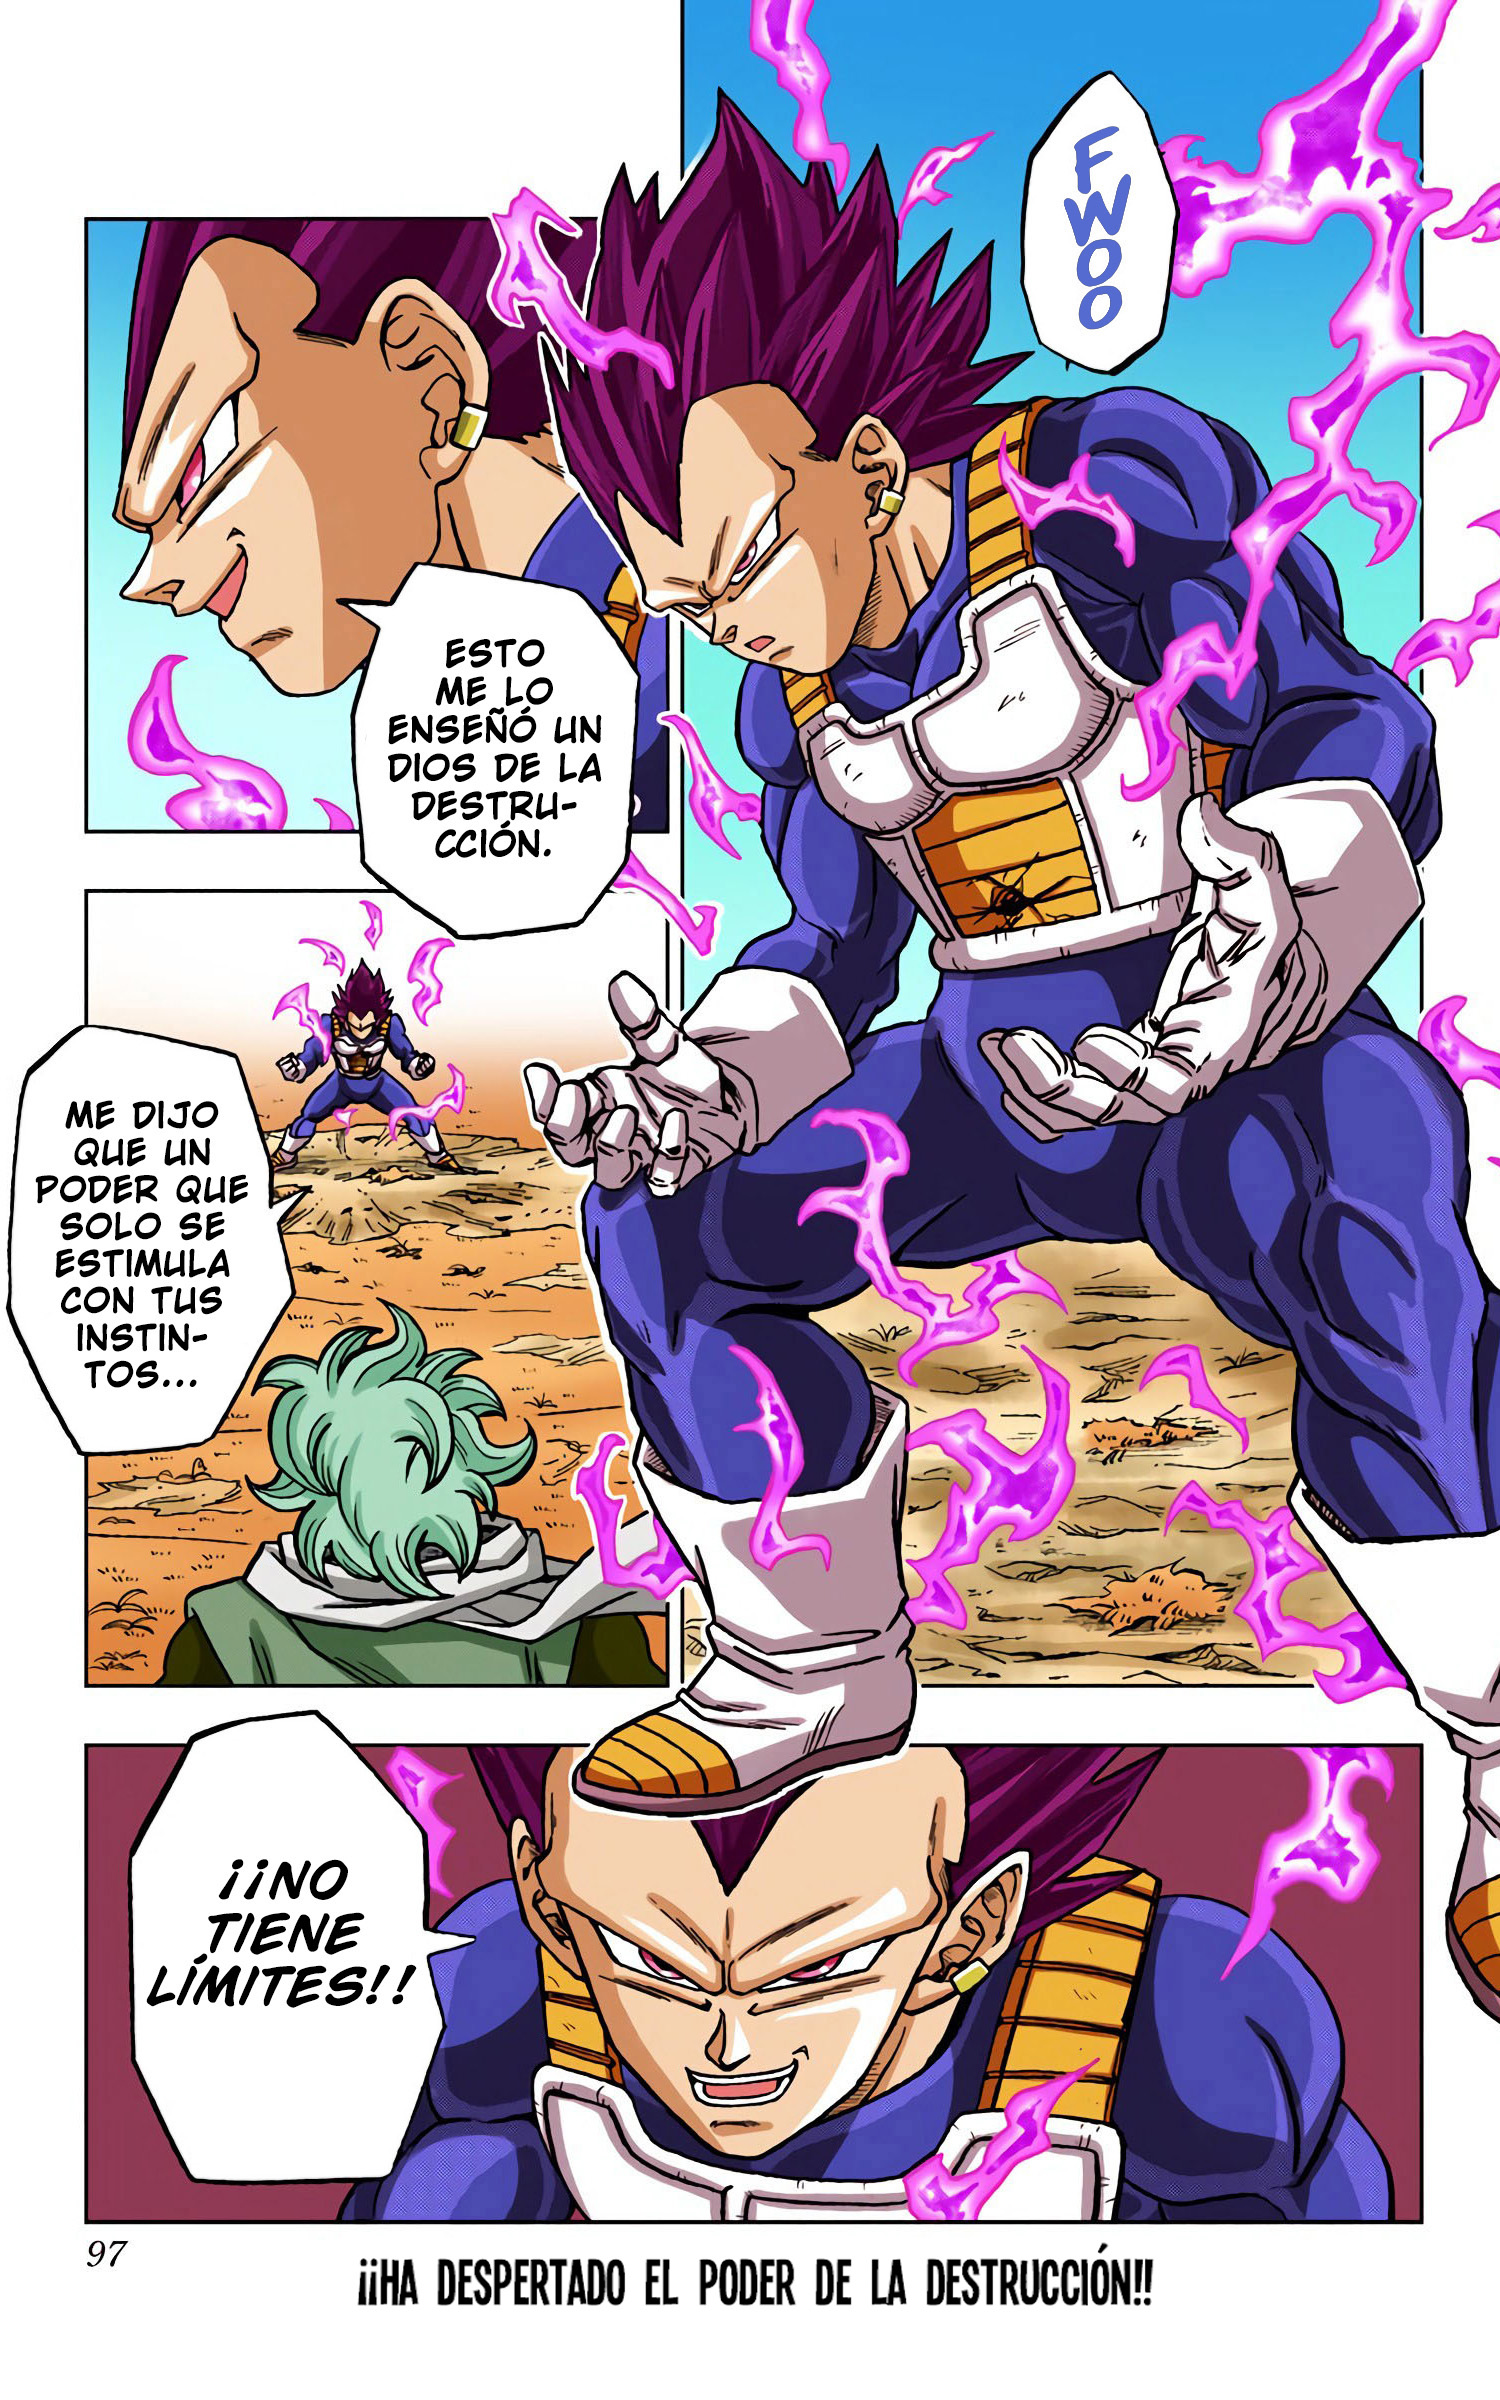 FWOO
ESTO
ME LO
ENSEÑÓ UN
DIOS DE LA
DESTRU-
CCIÓN.
ME DIJO
QUE UN
PODER QUE
SOLO SE
ESTIMULA
CON TUS
INSTIN-
TOS...
¡¡NO
TIENE
LÍMITES!!
97
¡¡HA DESPERTADO EL PODER DE LA DESTRUCCIÓN!!